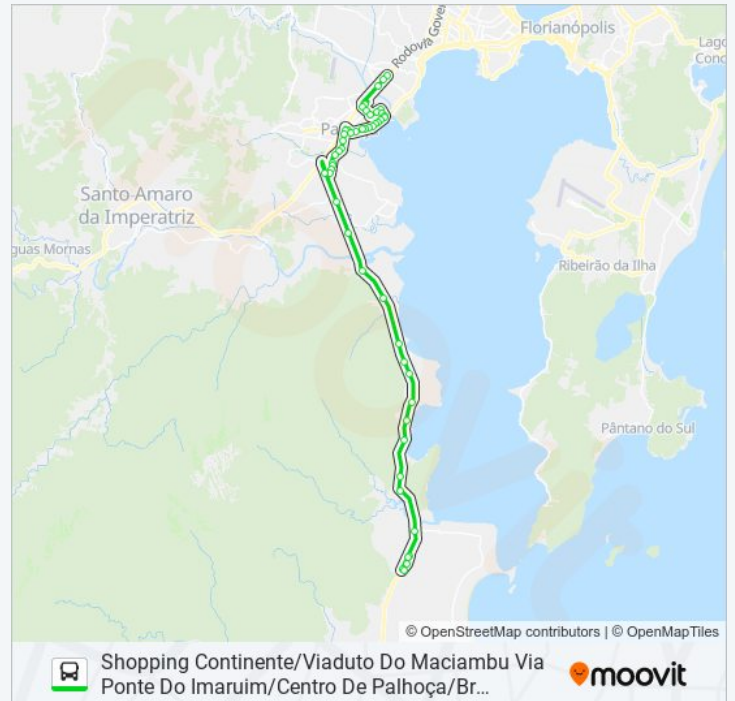 Florianópolis
Rodovia Gover
Lago
Conc
Pa
Santo Amaro
da Imperatriz
guas Mornas
Ribeirão da Ilha
Pântano do Sul
© OpenStreetMap contributors | © OpenMapTiles
Shopping Continente/Viaduto Do Maciambu Via
Ponte Do Imaruim/Centro De Palhoça/Br...
moovit